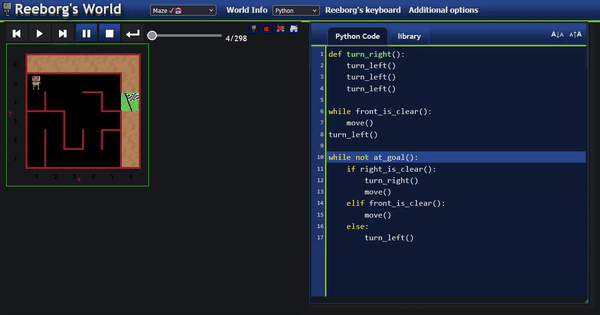 Reeborg's World
Maze ✓
World Info
Python
Reeborg's keyboard
Additional options
4/298
Python Code
library
A↓A
A↑A
1 def turn_right():
2     turn_left()
3     turn_left()
4     turn_left()
5
6 while front_is_clear():
7     move()
8 turn_left()
9
10 while not at_goal():
11     if right_is_clear():
12         turn_right()
13         move()
14     elif front_is_clear():
15         move()
16     else:
17         turn_left()